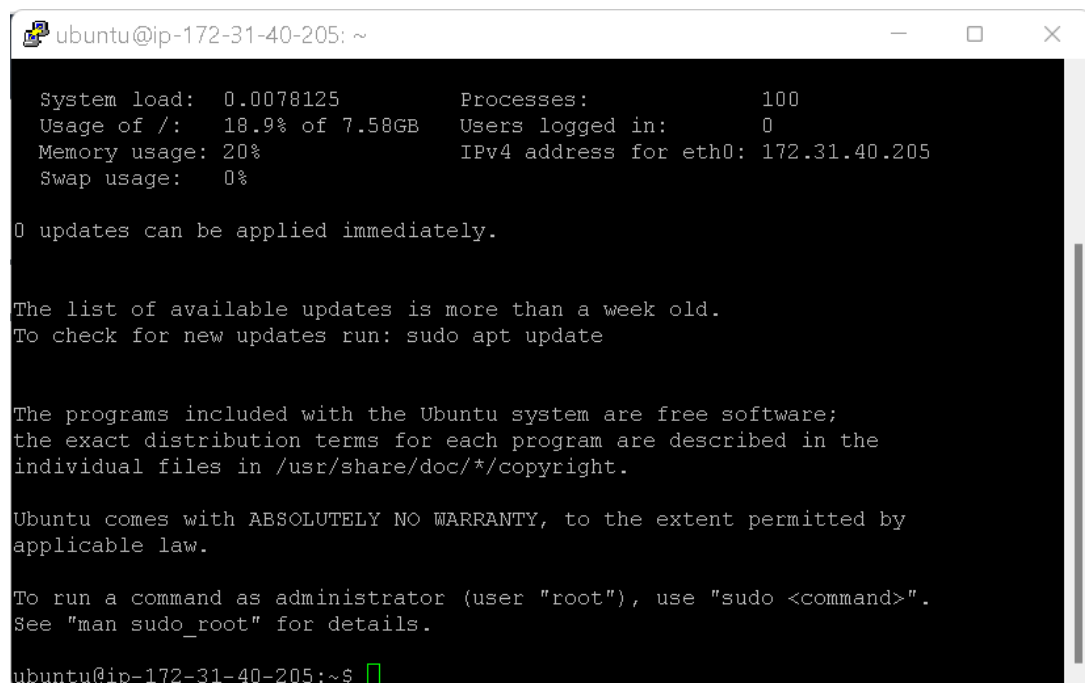 ubuntu@ip-172-31-40-205: ~
System load: 0.0078125 Processes: 100
Usage of /: 18.9% of 7.58GB Users logged in: 0
Memory usage: 20% IPv4 address for eth0: 172.31.40.205
Swap usage: 0%
0 updates can be applied immediately.
The list of available updates is more than a week old.
To check for new updates run: sudo apt update
The programs included with the Ubuntu system are free software;
the exact distribution terms for each program are described in the
individual files in /usr/share/doc/*/copyright.
Ubuntu comes with ABSOLUTELY NO WARRANTY, to the extent permitted by
applicable law.
To run a command as administrator (user "root"), use "sudo <command>".
See "man sudo_root" for details.
ubuntu@ip-172-31-40-205:~$